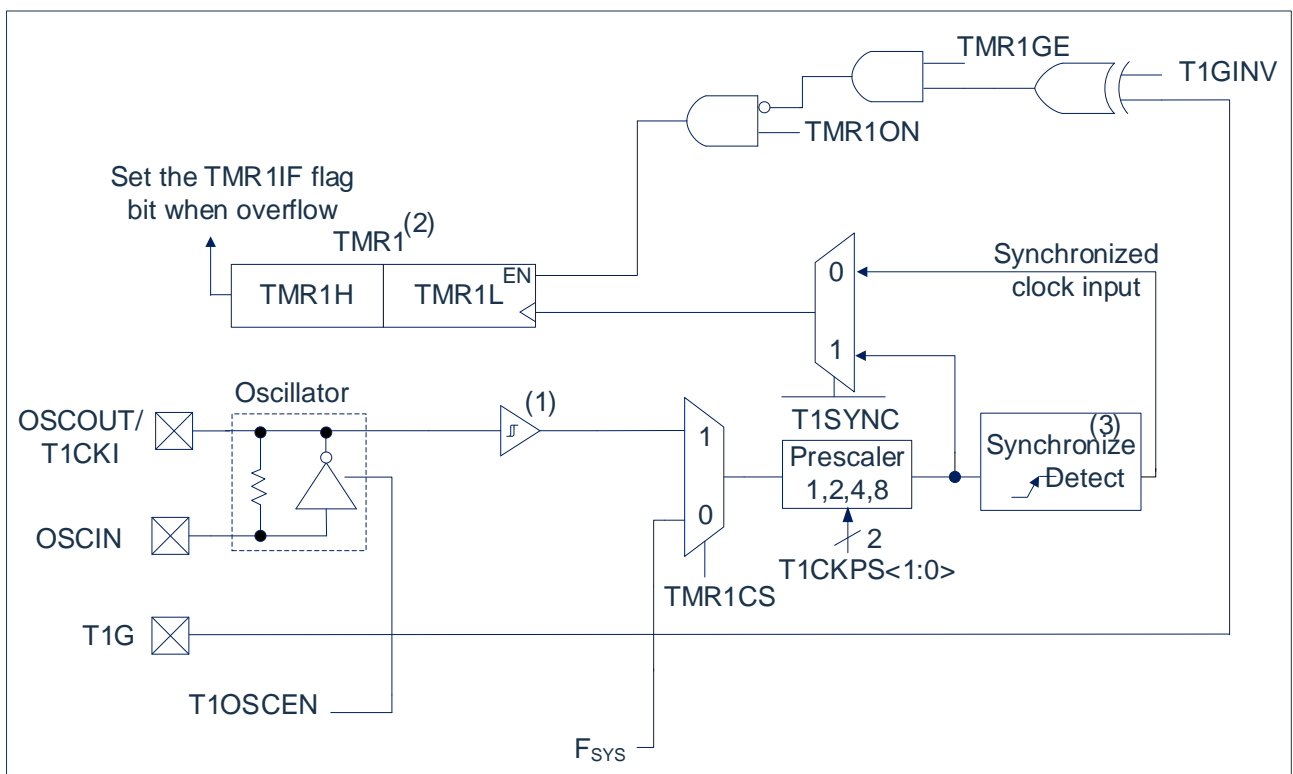 TMR1GE
T1GINV
TMR1ON
Set the TMR1IF flag
bit when overflow
TMR1(2)
EN
TMR1H
TMR1L
0
Synchronized
clock input
1
T1SYNC
Oscillator
(1)
OSCOUT/
T1CKI
1
Prescaler
1,2,4,8
(3)
Synchronize
Detect
OSCIN
0
2
T1CKPS<1:0>
TMR1CS
T1G
T1OSCEN
FSYS